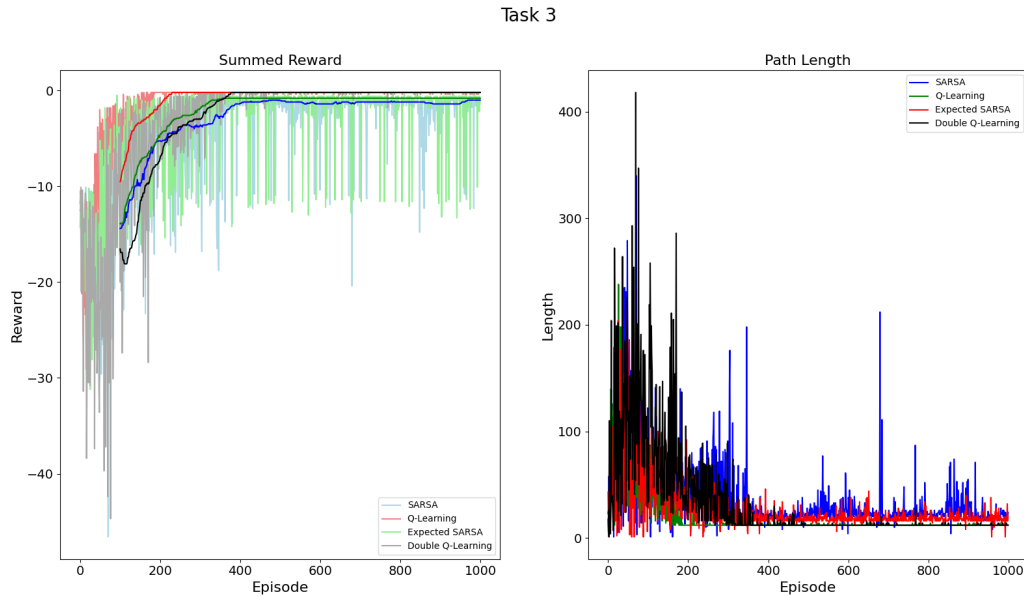 Task 3
Summed Reward
0
−10
−20
−30
−40
Reward
0
200
400
600
800
1000
Episode
SARSA
Q-Learning
Expected SARSA
Double Q-Learning
Path Length
400
300
200
100
0
Length
0
200
400
600
800
1000
Episode
SARSA
Q-Learning
Expected SARSA
Double Q-Learning